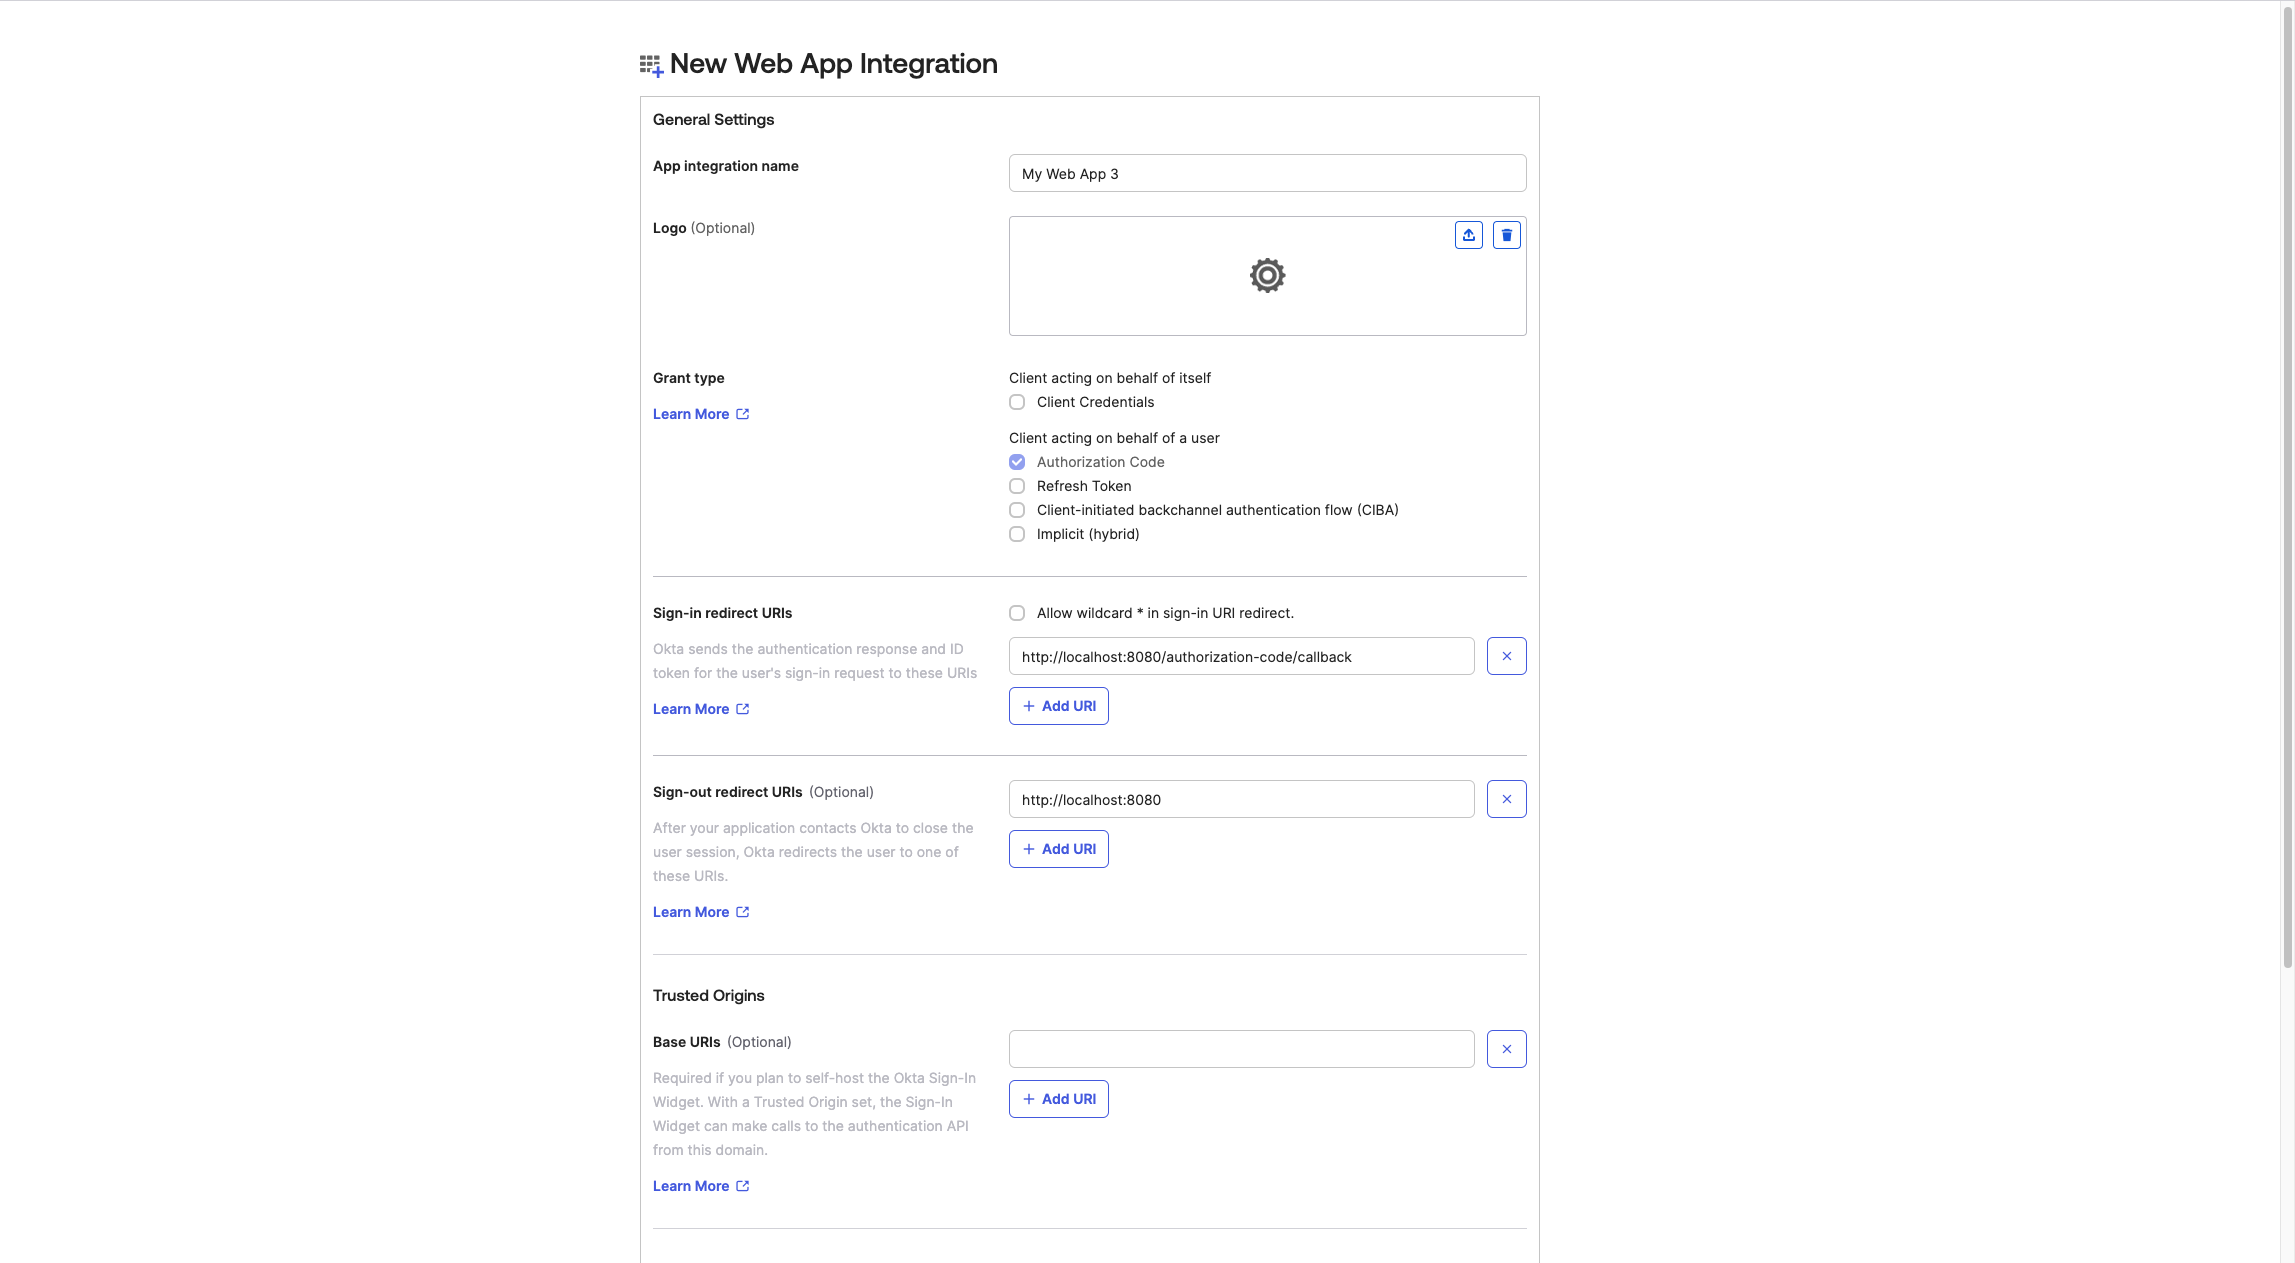 New Web App Integration
General Settings
App integration name
My Web App 3
Logo (Optional)
Grant type
Learn More
Client acting on behalf of itself
Client Credentials
Client acting on behalf of a user
Authorization Code
Refresh Token
Client-initiated backchannel authentication flow (CIBA)
Implicit (hybrid)
Sign-in redirect URIs
Okta sends the authentication response and ID
token for the user's sign-in request to these URIs
Learn More
Allow wildcard * in sign-in URI redirect.
http://localhost:8080/authorization-code/callback
Add URI
Sign-out redirect URIs (Optional)
After your application contacts Okta to close the
user session, Okta redirects the user to one of
these URIs.
Learn More
http://localhost:8080
Add URI
Trusted Origins
Base URIs (Optional)
Required if you plan to self-host the Okta Sign-In
Widget. With a Trusted Origin set, the Sign-In
Widget can make calls to the authentication API
from this domain.
Learn More
Add URI